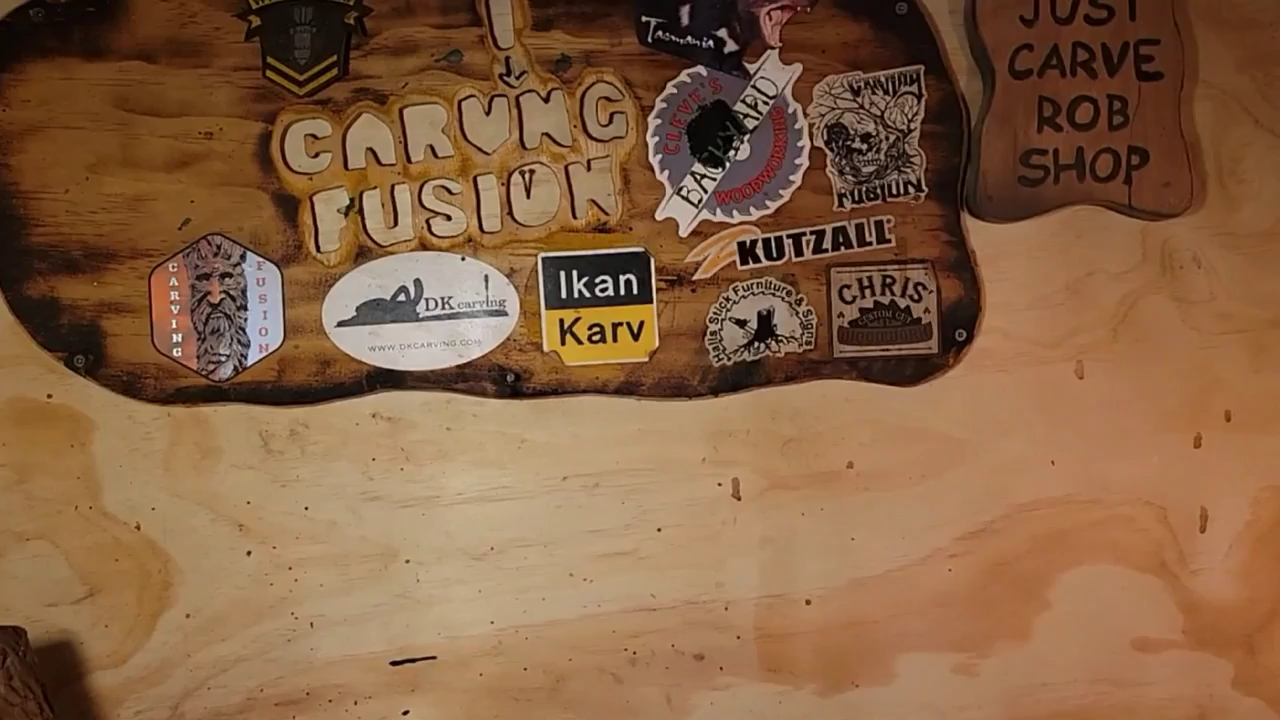 Tasmania
JUST
CARVE
ROB
SHOP
CARVING
FUSION
CLEVE'S
BACKYARD
WOODWORKING
CARVING
FUSION
KUTZALL
CARVING
FUSION
DK carving
WWW.DKCARVING.COM
Ikan
Karv
Halls Stick Furniture & Signs
CHRIS
CUSTOM CUT